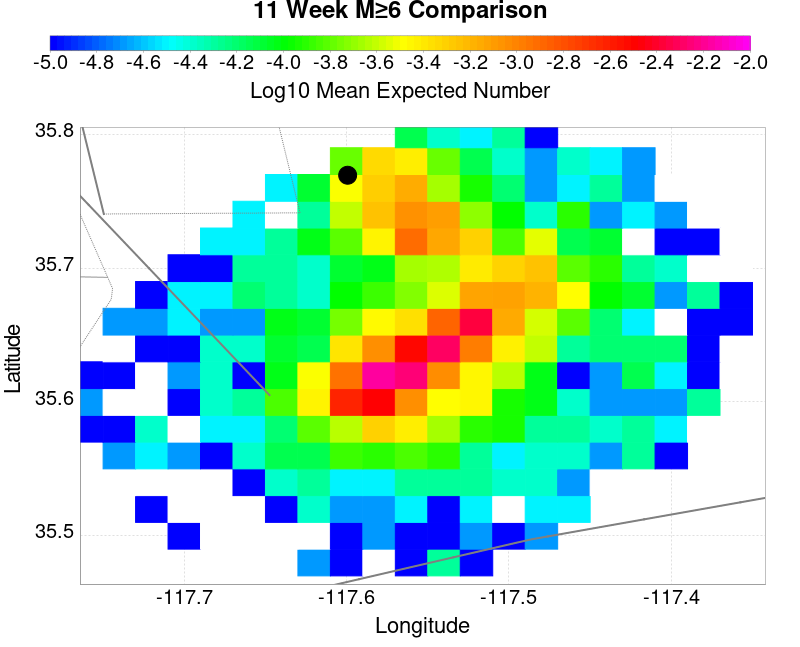 11 Week M≥6 Comparison
-5.0 -4.8 -4.6 -4.4 -4.2 -4.0 -3.8 -3.6 -3.4 -3.2 -3.0 -2.8 -2.6 -2.4 -2.2 -2.0
Log10 Mean Expected Number
35.8
35.7
35.6
35.5
Latitude
-117.7 -117.6 -117.5 -117.4
Longitude